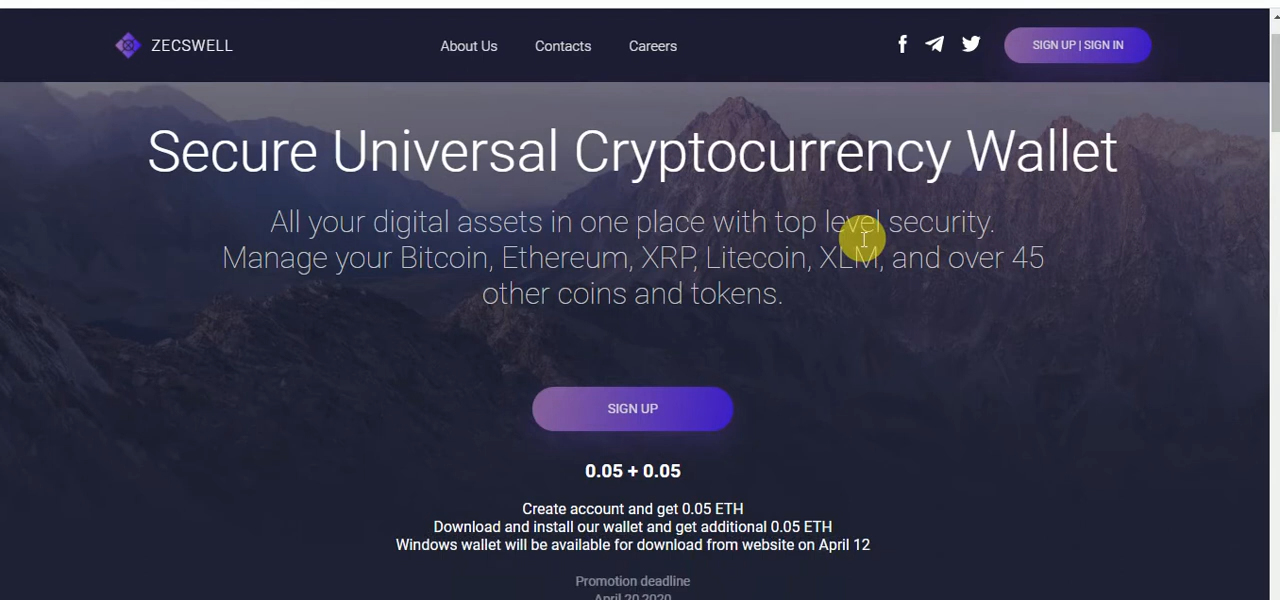 ZECSWELL
About Us Contacts Careers
SIGN UP | SIGN IN
Secure Universal Cryptocurrency Wallet
All your digital assets in one place with top level security.
Manage your Bitcoin, Ethereum, XRP, Litecoin, XLM, and over 45
other coins and tokens.
SIGN UP
0.05 + 0.05
Create account and get 0.05 ETH
Download and install our wallet and get additional 0.05 ETH
Windows wallet will be available for download from website on April 12
Promotion deadline
April 20 2020